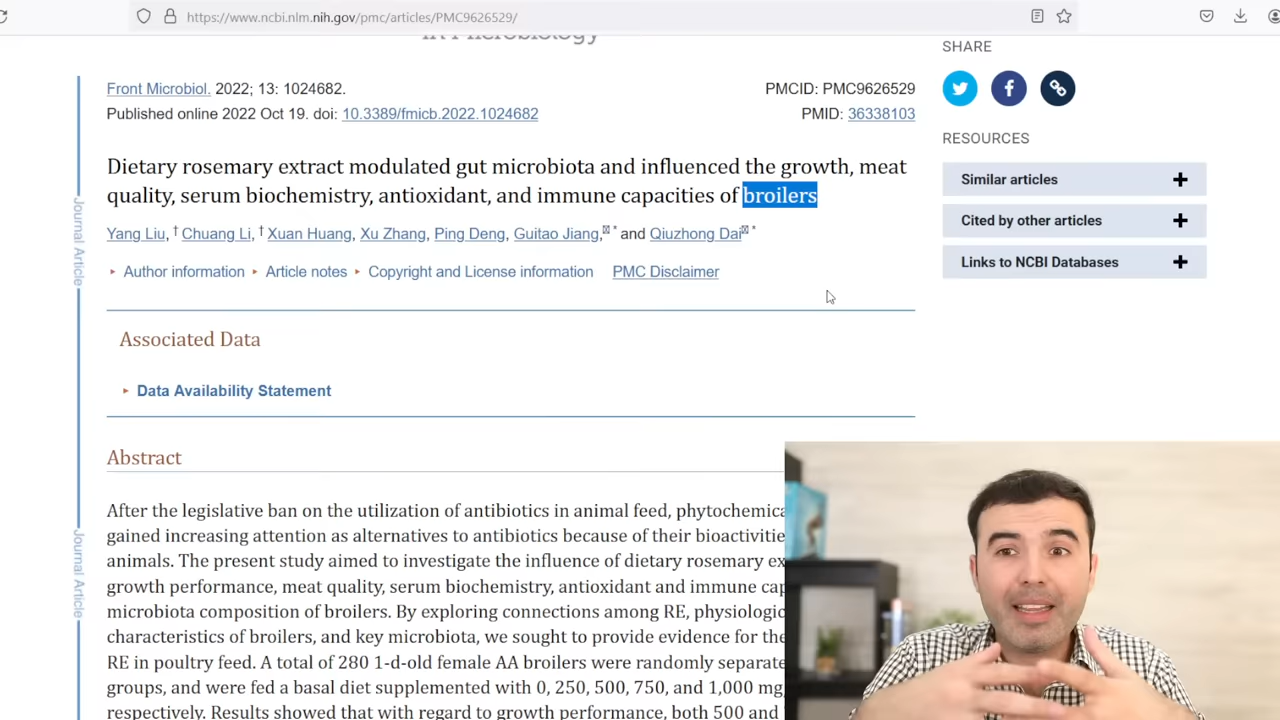 https://www.ncbi.nlm.nih.gov/pmc/articles/PMC9626529/
in Microbiology
SHARE
Front Microbiol. 2022; 13: 1024682.
PMCID: PMC9626529
Published online 2022 Oct 19. doi: 10.3389/fmicb.2022.1024682
PMID: 36338103
RESOURCES
Dietary rosemary extract modulated gut microbiota and influenced the growth, meat
quality, serum biochemistry, antioxidant, and immune capacities of broilers
Similar articles
Cited by other articles
Links to NCBI Databases
Yang Liu, † Chuang Li, † Xuan Huang, Xu Zhang, Ping Deng, Guitao Jiang, * and Qiuzhong Dai *
Author information Article notes Copyright and License information PMC Disclaimer
Journal Article
Associated Data
Data Availability Statement
Abstract
After the legislative ban on the utilization of antibiotics in animal feed, phytochemica
gained increasing attention as alternatives to antibiotics because of their bioactivitie
animals. The present study aimed to investigate the influence of dietary rosemary ex
growth performance, meat quality, serum biochemistry, antioxidant and immune cap
microbiota composition of broilers. By exploring connections among RE, physiologic
characteristics of broilers, and key microbiota, we sought to provide evidence for the
RE in poultry feed. A total of 280 1-d-old female AA broilers were randomly separate
groups, and were fed a basal diet supplemented with 0, 250, 500, 750, and 1,000 mg
respectively. Results showed that with regard to growth performance, both 500 and
Journal Article